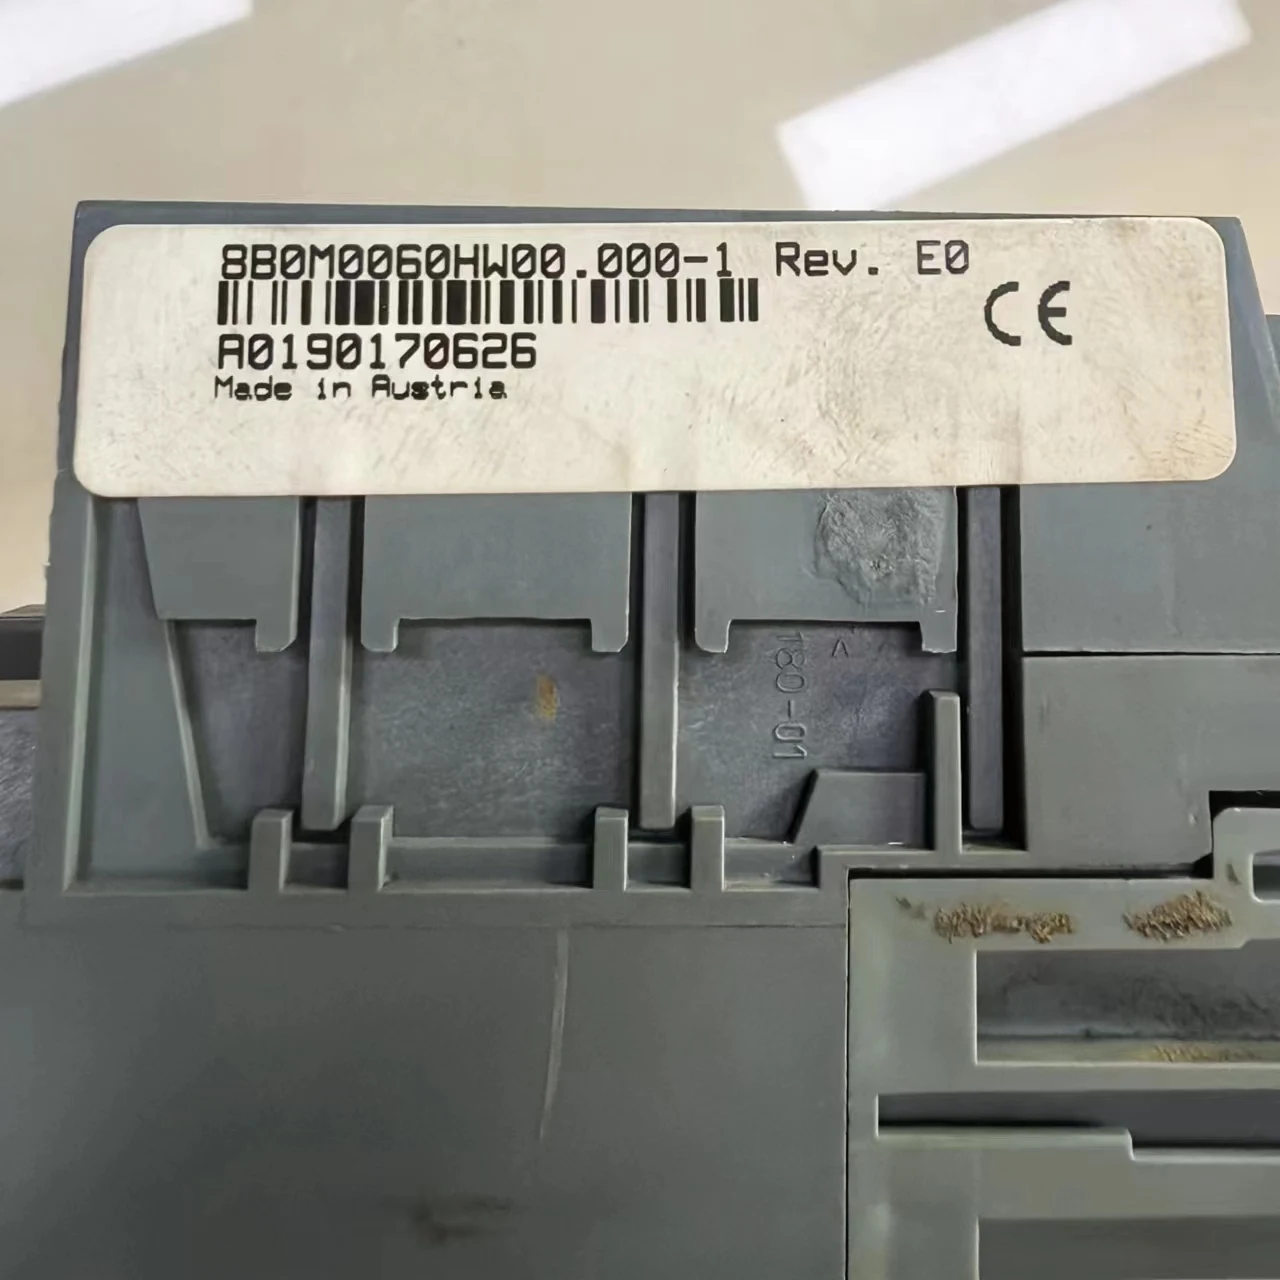 8B0M0060HW00.000-1 Rev. E0
CE
A0190170626
Made in Austria
180-01